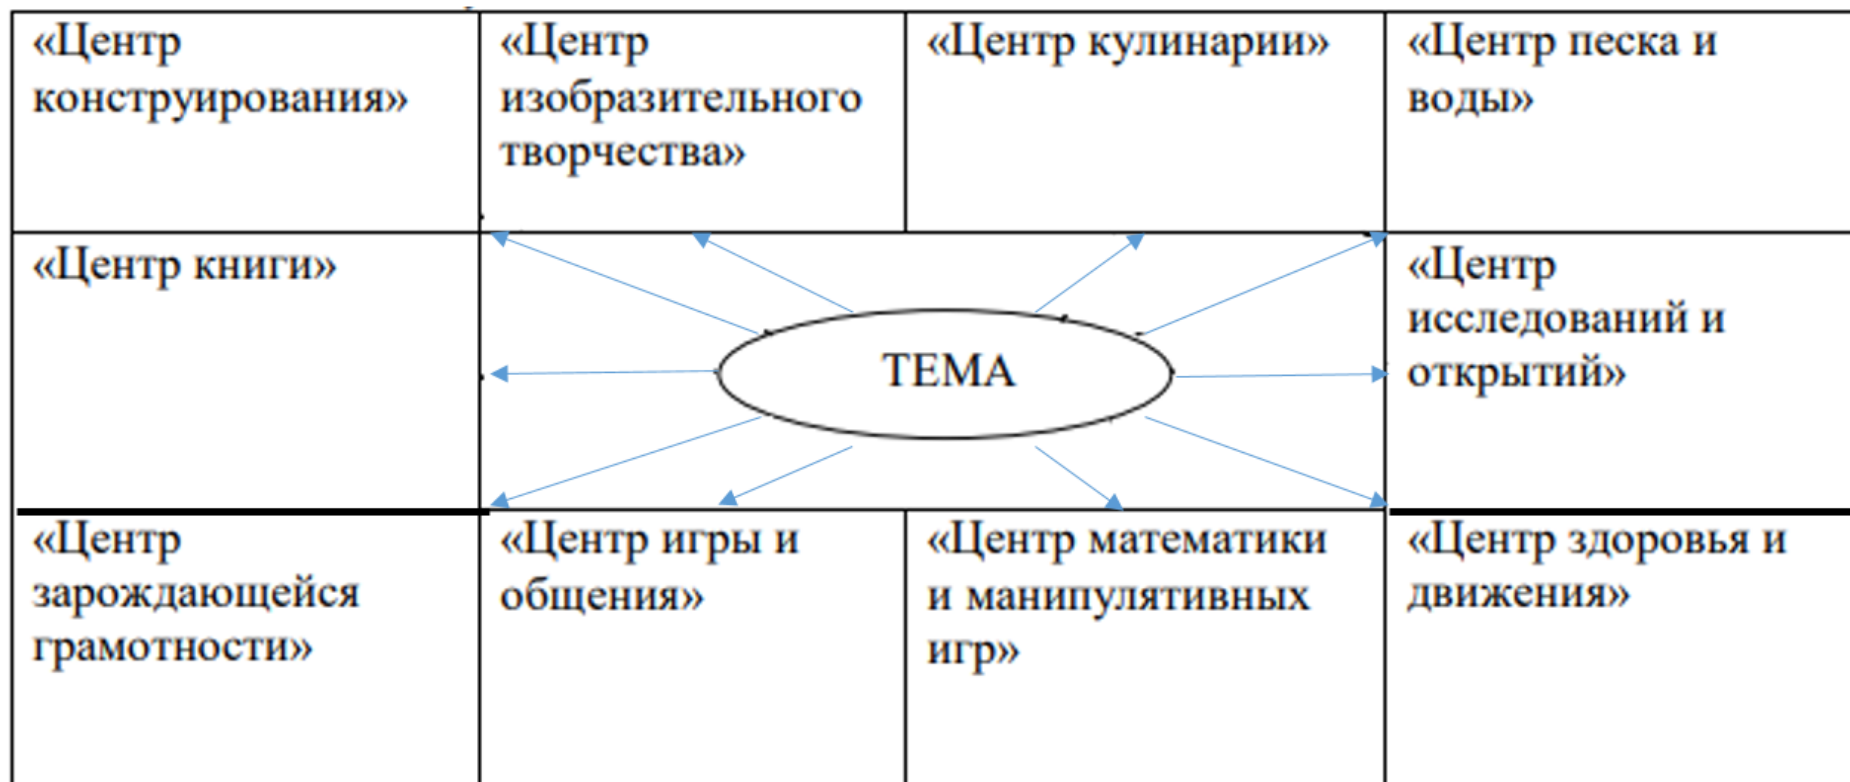 «Центр
конструирования»
«Центр
изобразительного
творчества»
«Центр кулинарии»
«Центр песка и
воды»
«Центр книги»
ТЕМА
«Центр
исследований и
открытий»
«Центр
зарождающейся
грамотности»
«Центр игры и
общения»
«Центр математики
и манипулятивных
игр»
«Центр здоровья и
движения»